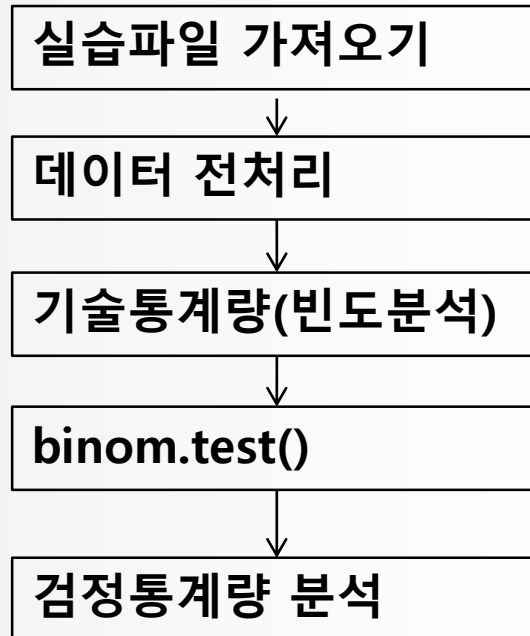 실습파일 가져오기
데이터 전처리
기술통계량(빈도분석)
binom.test()
검정통계량 분석